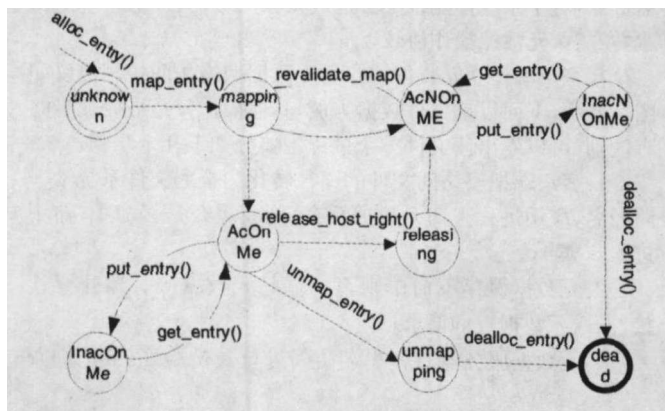 alloc_entry()
unknow
n
map_entry()
mappin
g
revalidate_map()
AcNOn
ME
get_entry()
put_entry()
InacN
OnMe
dealloc_entry()
AcOn
Me
release_host_right()
releasi
ng
put_entry()
get_entry()
InacOn
Me
unmap_entry()
unmap
ping
dealloc_entry()
dea
d